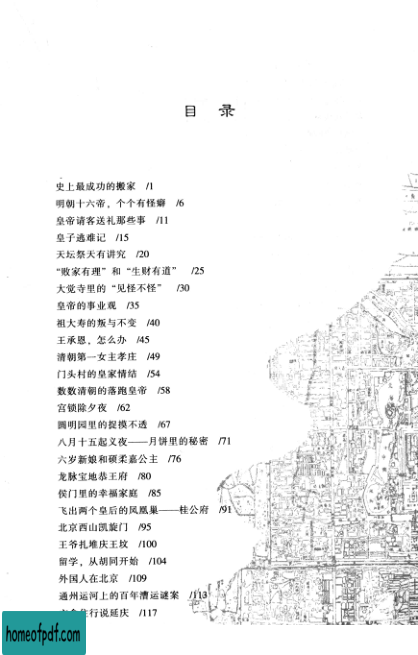 目 录
史上最成功的搬家 /1
明朝十六帝，个个有怪癖 /6
皇帝请客送礼那些事 /11
皇子逃难记 /15
天坛祭天有讲究 /20
“败家有理”和“生财有道” /25
大觉寺里的“见怪不怪” /30
皇帝的事业观 /35
祖大寿的叛与不变 /40
王承恩，怎么办 /45
清朝第一女主孝庄 /49
门头村的皇家情结 /54
数数清朝的落跑皇帝 /58
宫锁除夕夜 /62
圆明园里的捉摸不透 /67
八月十五起义夜——月饼里的秘密 /71
六岁新娘和硕柔嘉公主 /76
龙脉宝地恭王府 /80
侯门里的幸福家庭 /85
飞出两个皇后的凤凰巢——桂公府 /91
北京西山凯旋门 /95
王爷扎堆庆王坟 /100
留学，从胡同开始 /104
外国人在北京 /109
通州运河上的百年漕运谜案 /113
住行说延庆 /117
homeofpdf.com